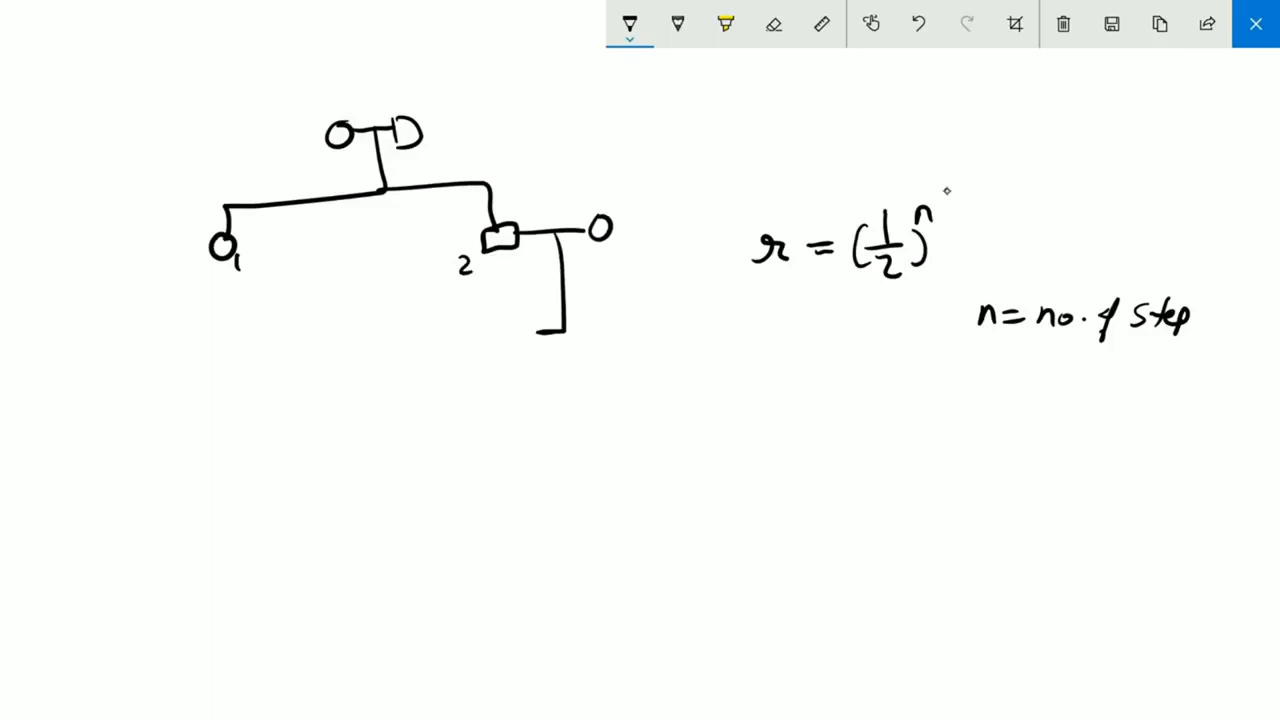 1
2
r = (1/2)^n
n = no. of step